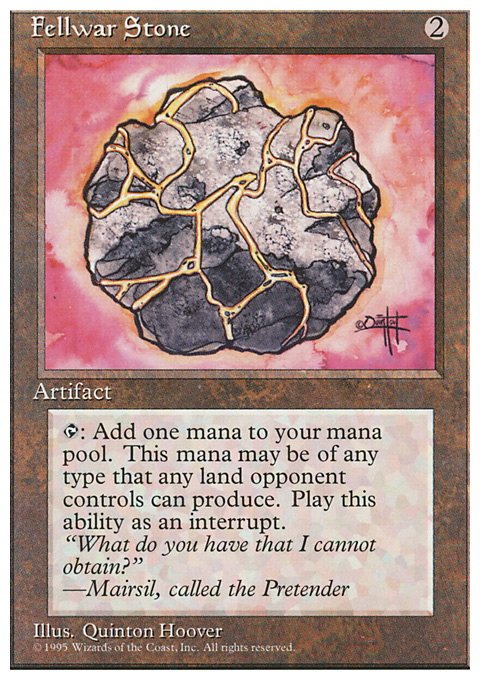 Fellwar Stone 2
Artifact
: Add one mana to your mana
pool. This mana may be of any
type that any land opponent
controls can produce. Play this
ability as an interrupt.
“What do you have that I cannot
obtain?”
—Mairsil, called the Pretender
Illus. Quinton Hoover
© 1995 Wizards of the Coast, Inc. All rights reserved.